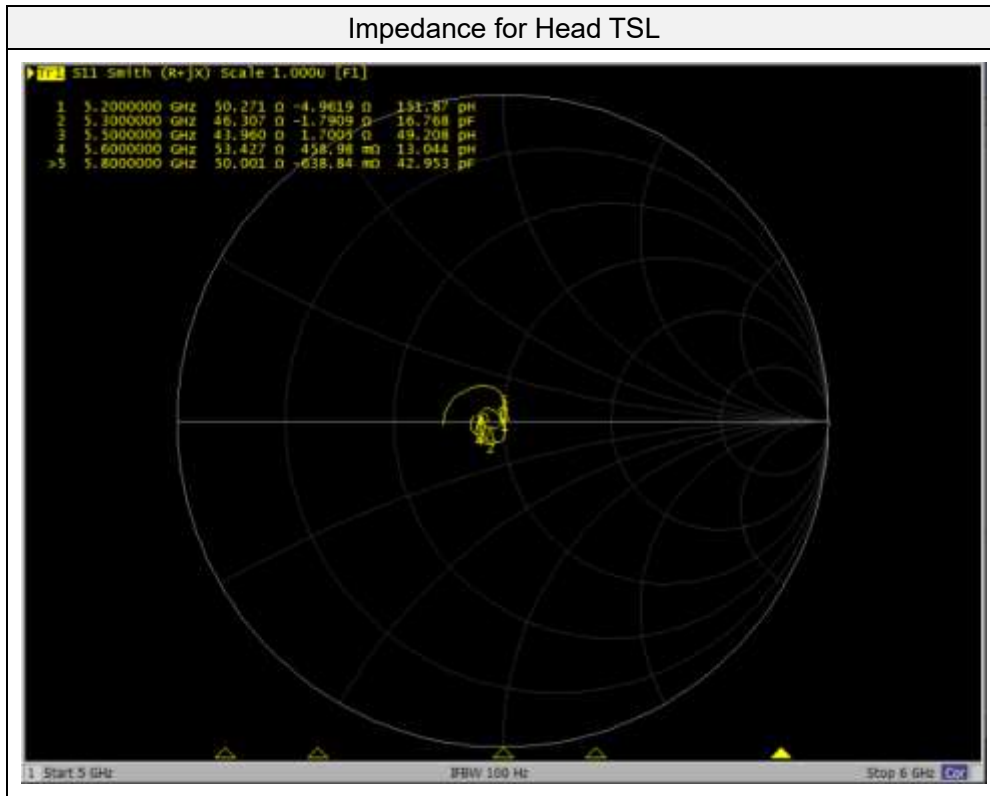 Impedance for Head TSL
Tr1 S11 Smith (R+jX) Scale 1.000U [F1]
1 5.2000000 GHz 50.271 Ω -4.9619 Ω 151.87 pH
2 5.3000000 GHz 46.307 Ω -1.7909 Ω 16.768 pF
3 5.5000000 GHz 43.960 Ω 1.7005 Ω 49.208 pH
4 5.6000000 GHz 53.427 Ω 458.98 mΩ 13.044 pH
>5 5.8000000 GHz 50.001 Ω -638.84 mΩ 42.953 pF
1 Start 5 GHz IFBW 100 Hz Stop 6 GHz Cor